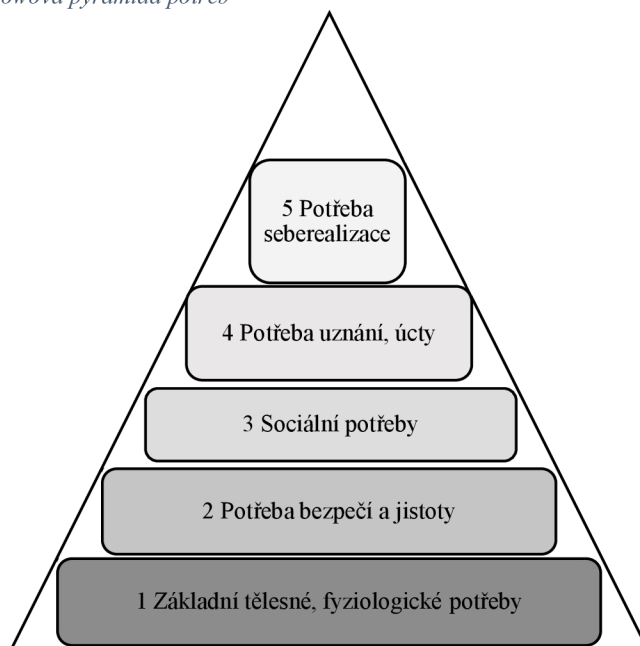 pyramida potřeb
5 Potřeba
seberealizace
4 Potřeba uznání, úcty
3 Sociální potřeby
2 Potřeba bezpečí a jistoty
1 Základní tělesné, fyziologické potřeby